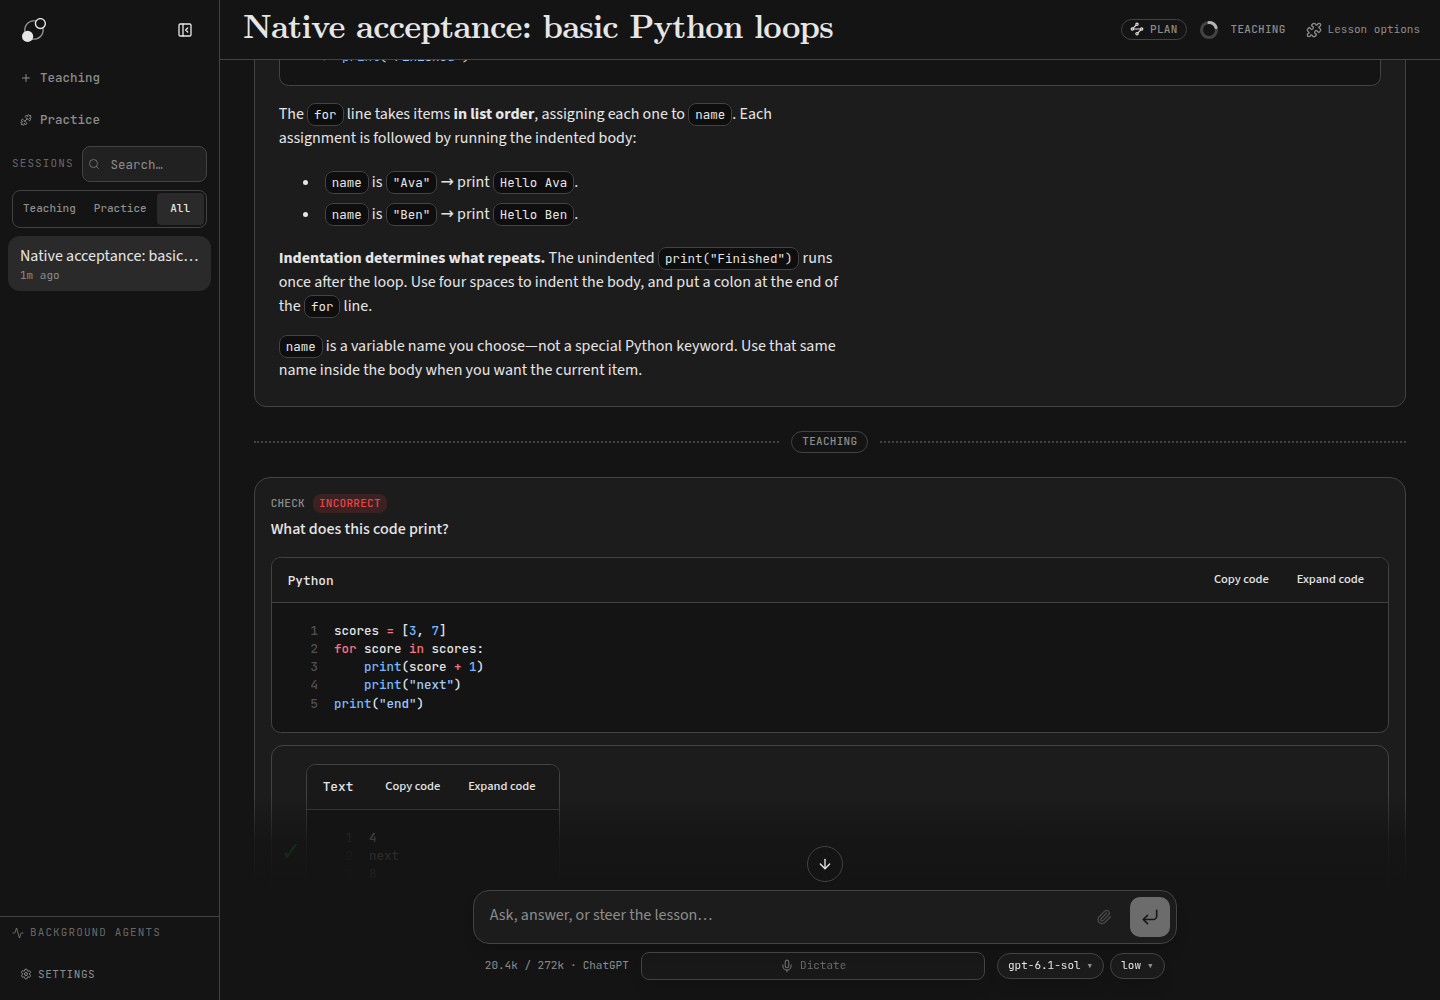 Teaching
Practice
SESSIONS
Search…
Teaching Practice All
Native acceptance: basic…
1m ago
BACKGROUND AGENTS
SETTINGS
Native acceptance: basic Python loops
PLAN
TEACHING
Lesson options
The for line takes items in list order, assigning each one to name. Each
assignment is followed by running the indented body:
• name is "Ava" → print Hello Ava.
• name is "Ben" → print Hello Ben.
Indentation determines what repeats. The unindented print("Finished") runs
once after the loop. Use four spaces to indent the body, and put a colon at the end of
the for line.
name is a variable name you choose—not a special Python keyword. Use that same
name inside the body when you want the current item.
TEACHING
CHECK INCORRECT
What does this code print?
Python Copy code Expand code
1 scores = [3, 7]
2 for score in scores:
3     print(score + 1)
4     print("next")
5 print("end")
Text Copy code Expand code
1 4
2 next
3 8
Ask, answer, or steer the lesson…
20.4k / 272k · ChatGPT
Dictate
gpt-6.1-sol
low